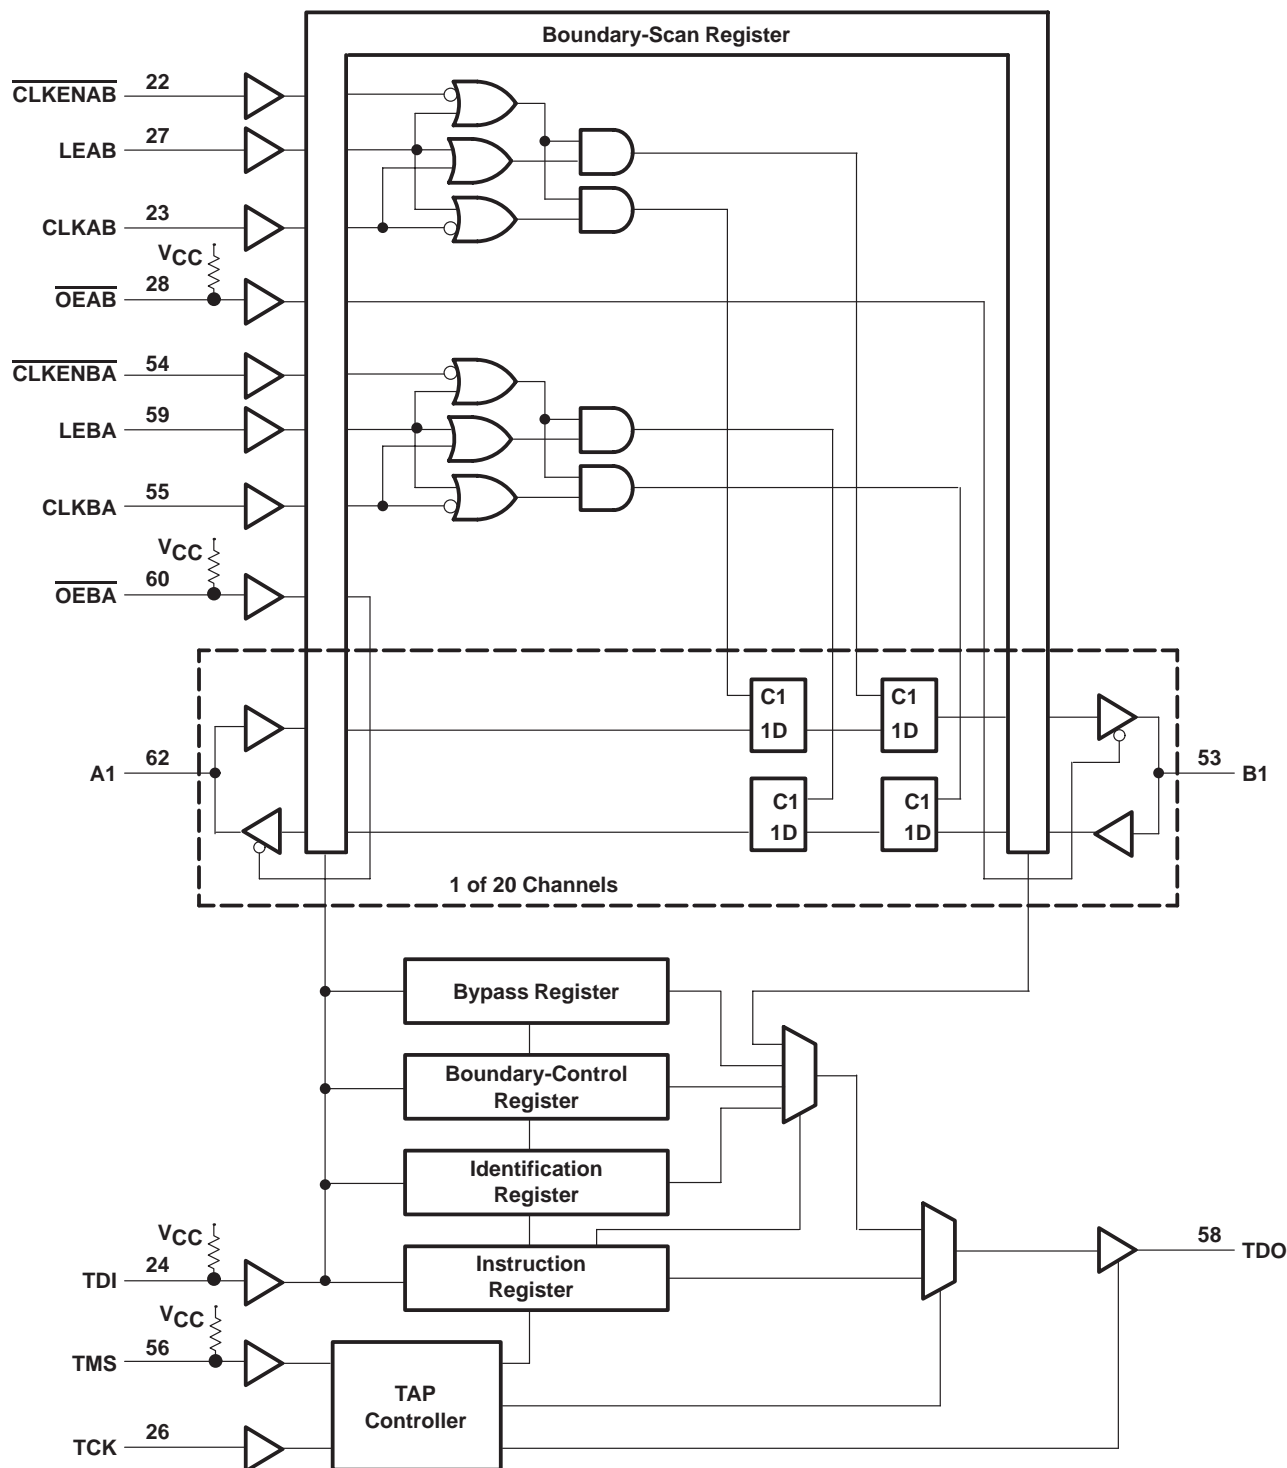 Boundary-Scan Register
CLKENAB 22
LEAB 27
CLKAB 23
VCC
OEAB 28
CLKENBA 54
LEBA 59
CLKBA 55
VCC
OEBA 60
C1
1D
C1
1D
A1 62
53 B1
C1
1D
C1
1D
1 of 20 Channels
Bypass Register
Boundary-Control
Register
Identification
Register
VCC
TDI 24
Instruction
Register
58 TDO
VCC
TMS 56
TAP
Controller
TCK 26